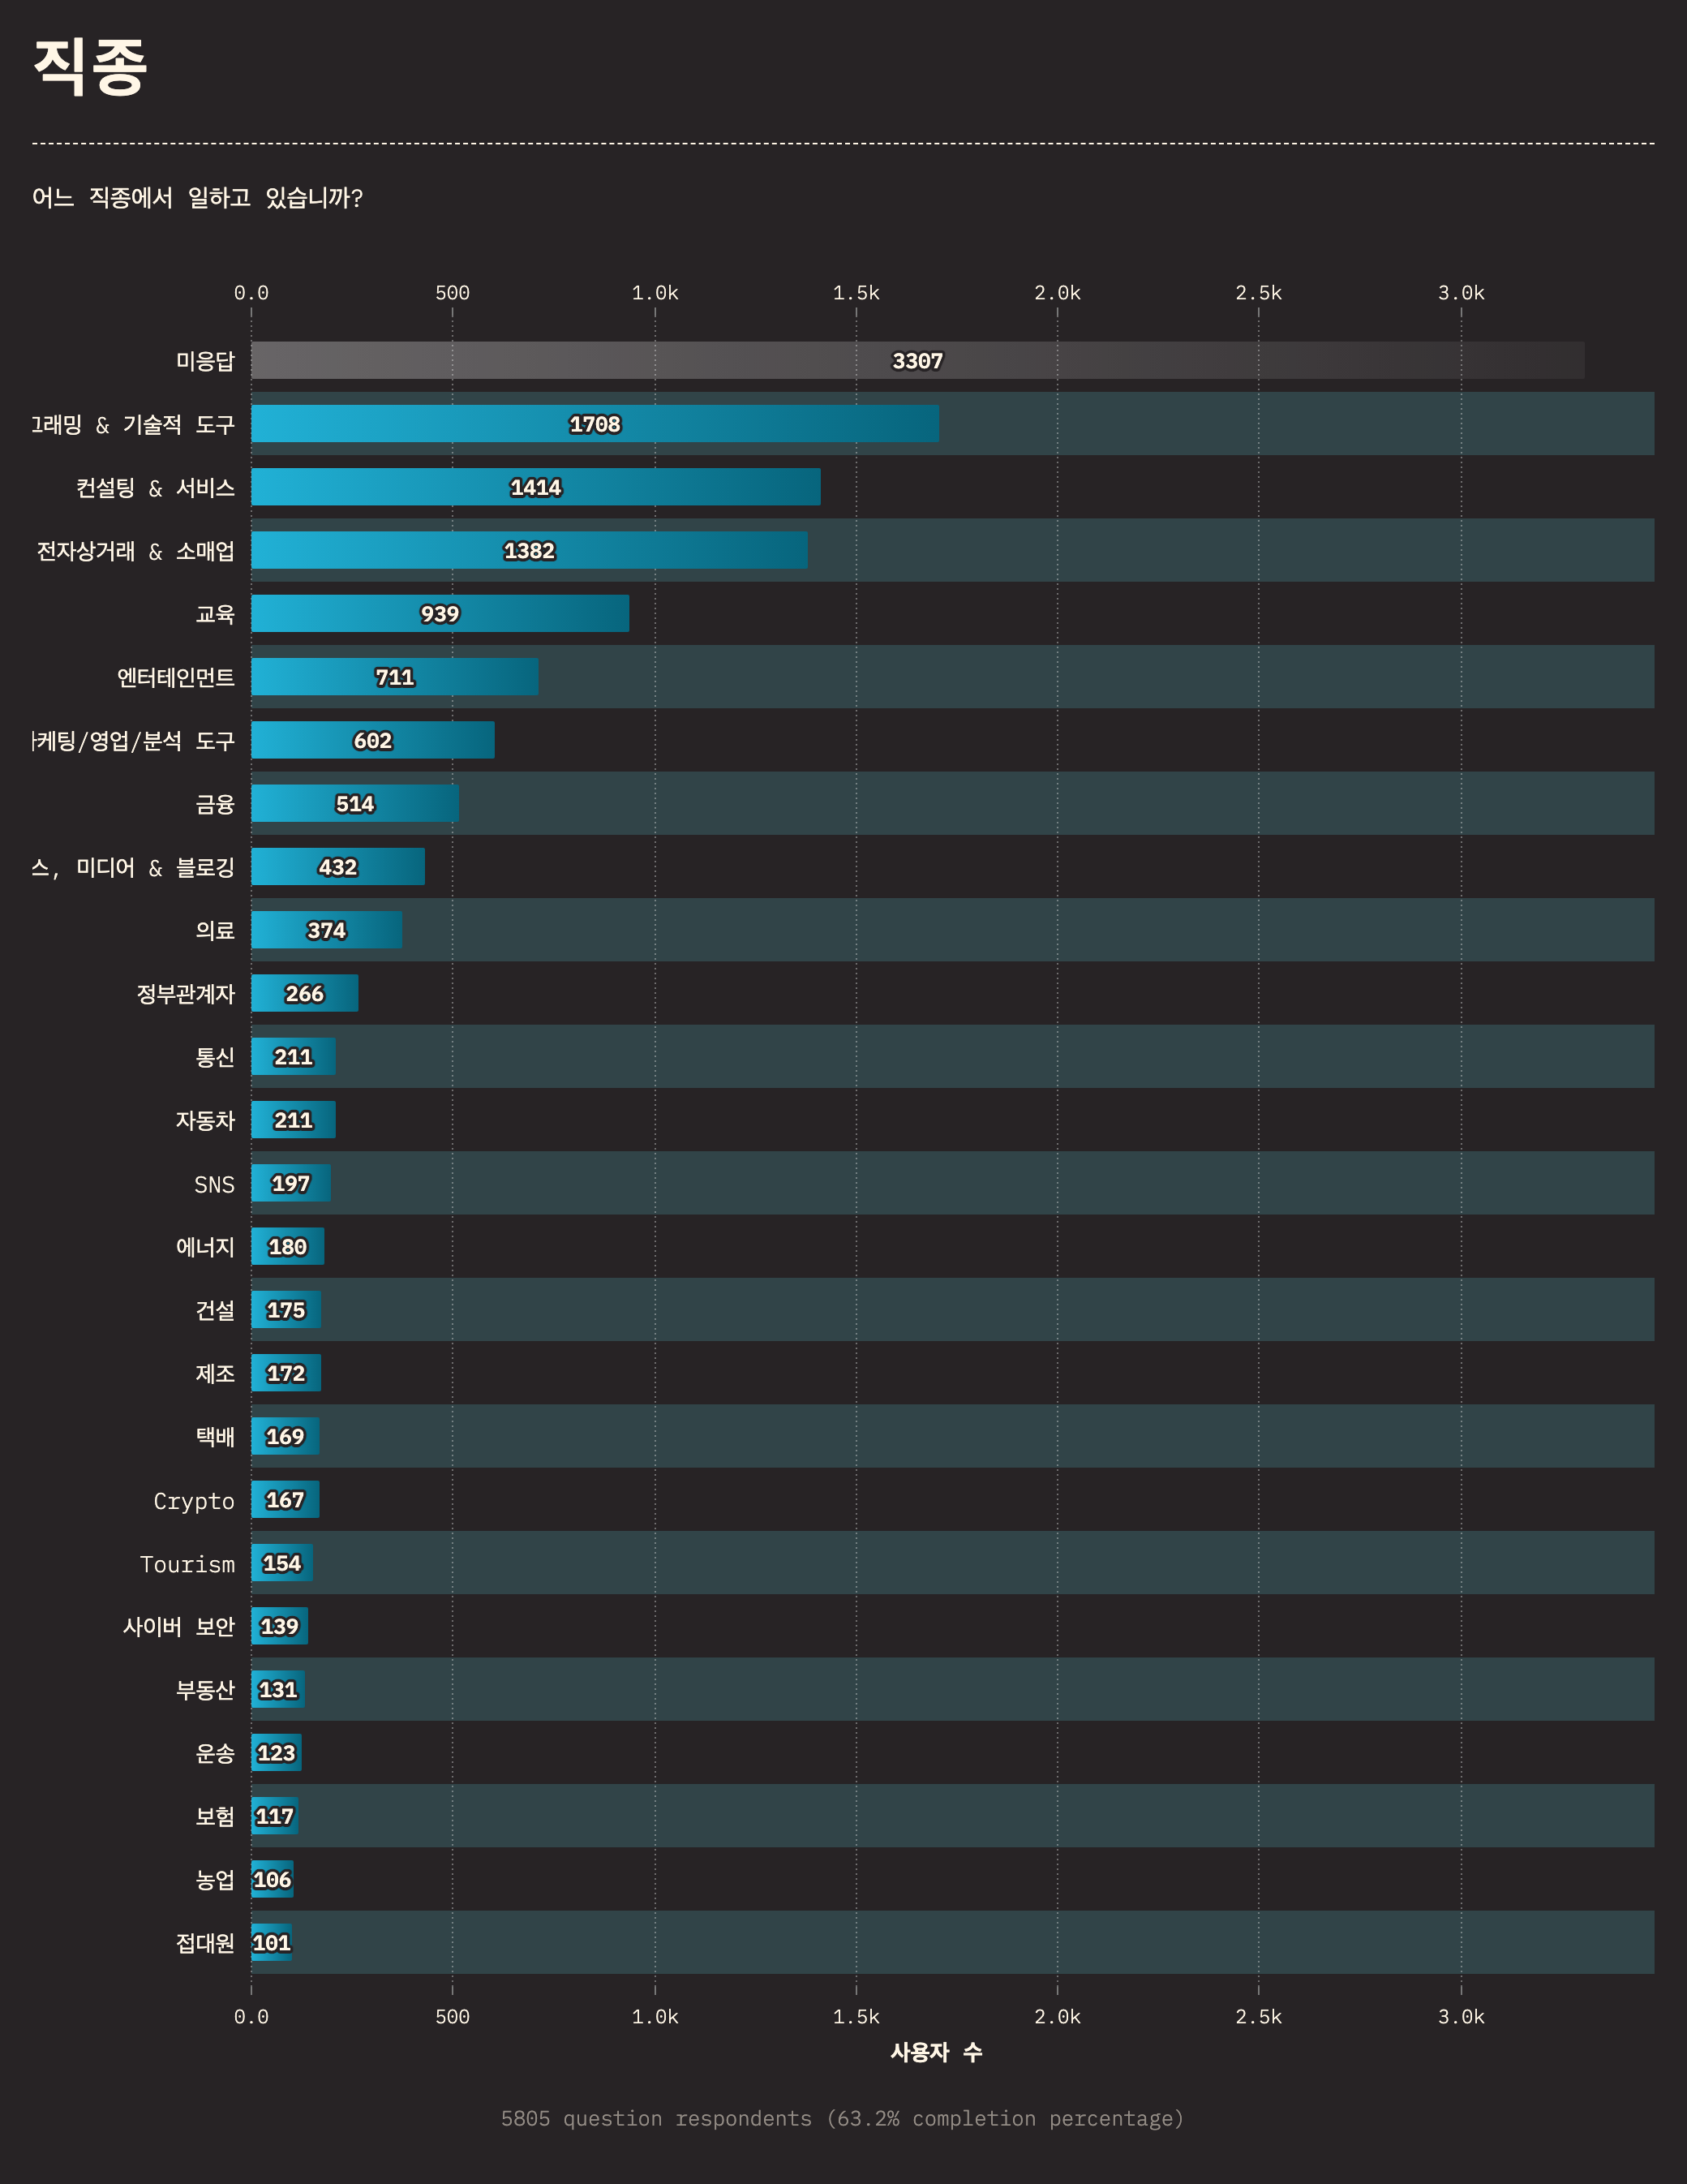 직종
어느 직종에서 일하고 있습니까?
0.0 500 1.0k 1.5k 2.0k 2.5k 3.0k
미응답 3307
래밍 & 기술적 도구 1708
컨설팅 & 서비스 1414
전자상거래 & 소매업 1382
교육 939
엔터테인먼트 711
케팅/영업/분석 도구 602
금융 514
스, 미디어 & 블로깅 432
의료 374
정부관계자 266
통신 211
자동차 211
SNS 197
에너지 180
건설 175
제조 172
택배 169
Crypto 167
Tourism 154
사이버 보안 139
부동산 131
운송 123
보험 117
농업 106
접대원 101
0.0 500 1.0k 1.5k 2.0k 2.5k 3.0k
사용자 수
5805 question respondents (63.2% completion percentage)